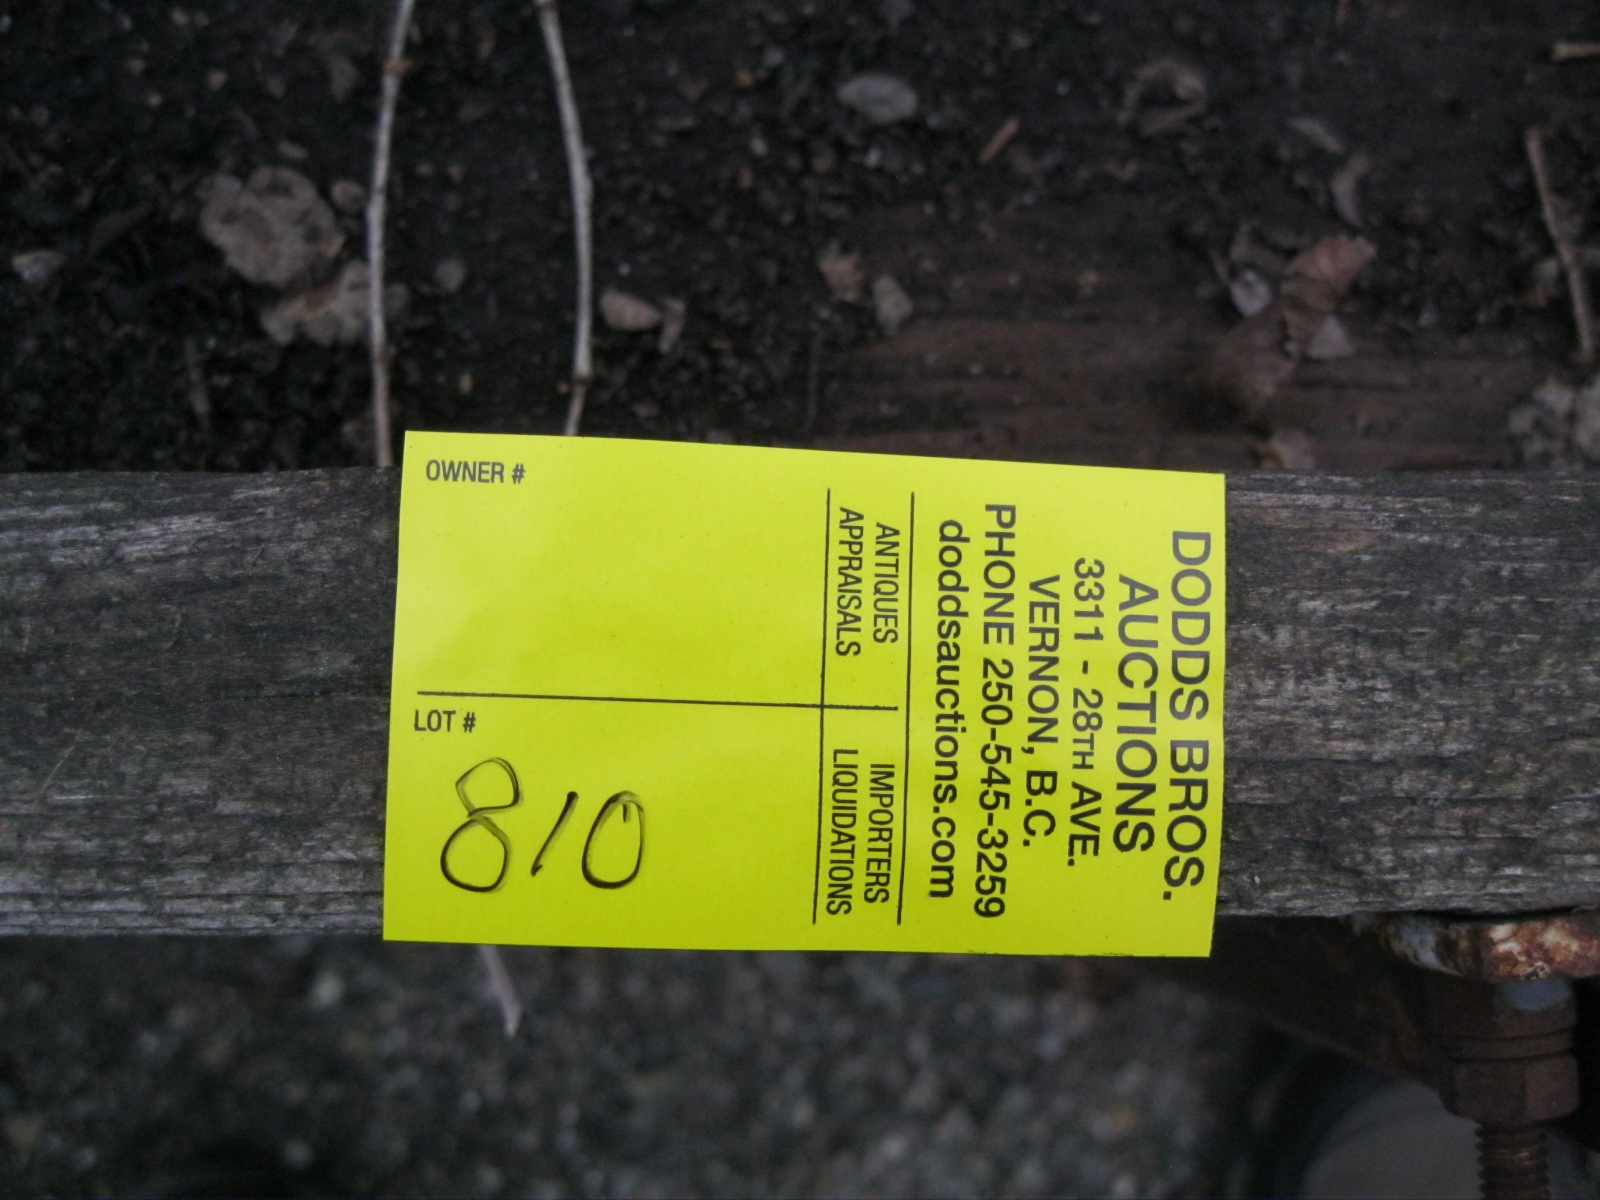 DODDS BROS.
AUCTIONS
3311 - 28TH AVE.
VERNON, B.C.
PHONE 250-545-3259
doddsauctions.com
ANTIQUES
APPRAISALS
IMPORTERS
LIQUIDATIONS
OWNER #
LOT #
810